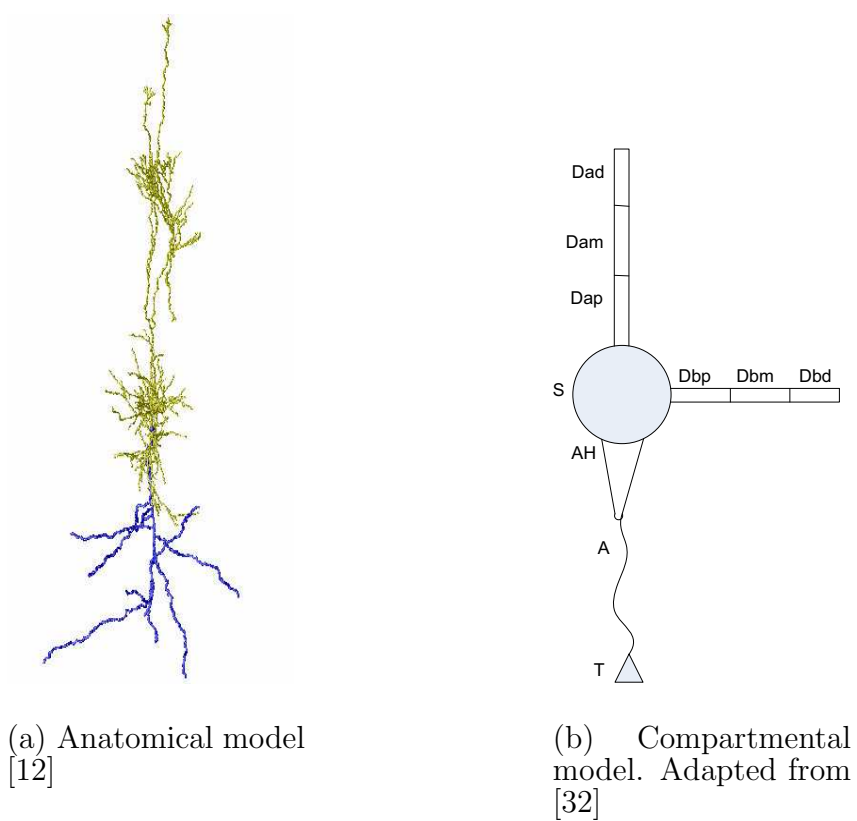 Dad
Dam
Dap
S
Dbp Dbm Dbd
AH
A
T
(a) Anatomical model
[12]
(b) Compartmental
model. Adapted from
[32]